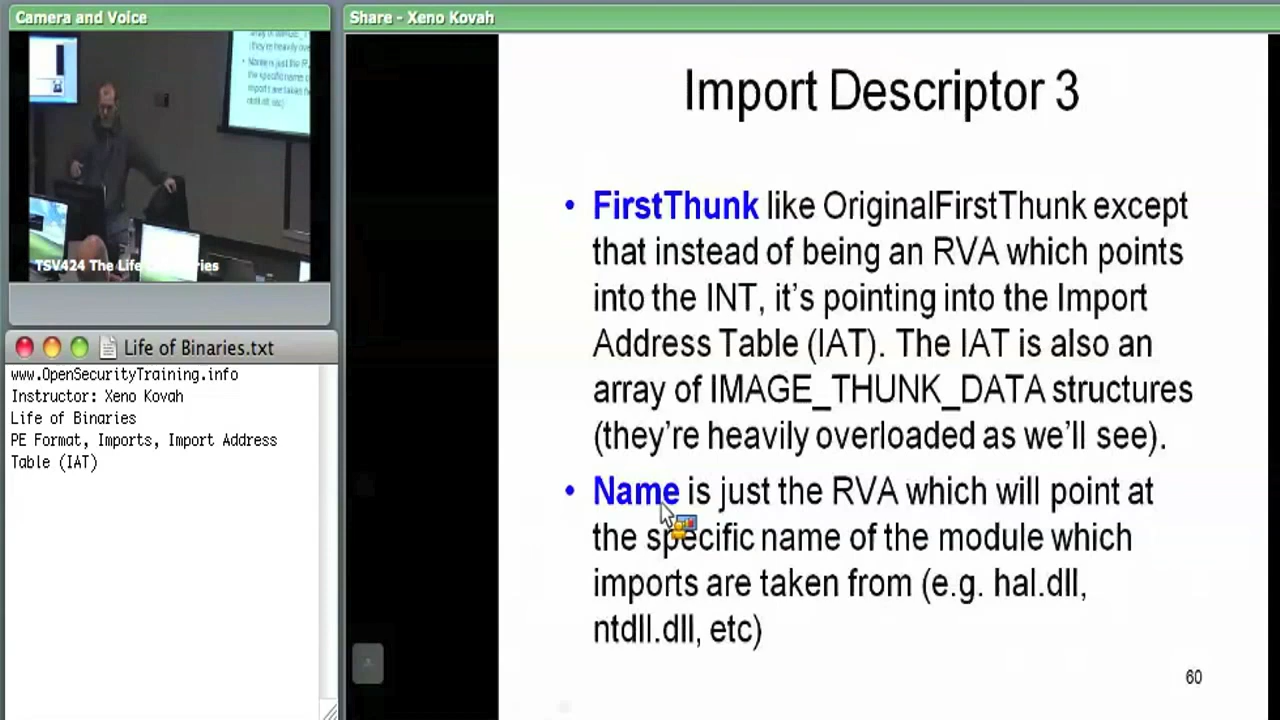 Camera and Voice
TSV424 The Life of Binaries
Life of Binaries.txt
www.OpenSecurityTraining.info
Instructor: Xeno Kovah
Life of Binaries
PE Format, Imports, Import Address
Table (IAT)
Share - Xeno Kovah
Import Descriptor 3
• FirstThunk like OriginalFirstThunk except
that instead of being an RVA which points
into the INT, it's pointing into the Import
Address Table (IAT). The IAT is also an
array of IMAGE_THUNK_DATA structures
(they're heavily overloaded as we'll see).
• Name is just the RVA which will point at
the specific name of the module which
imports are taken from (e.g. hal.dll,
ntdll.dll, etc)
60